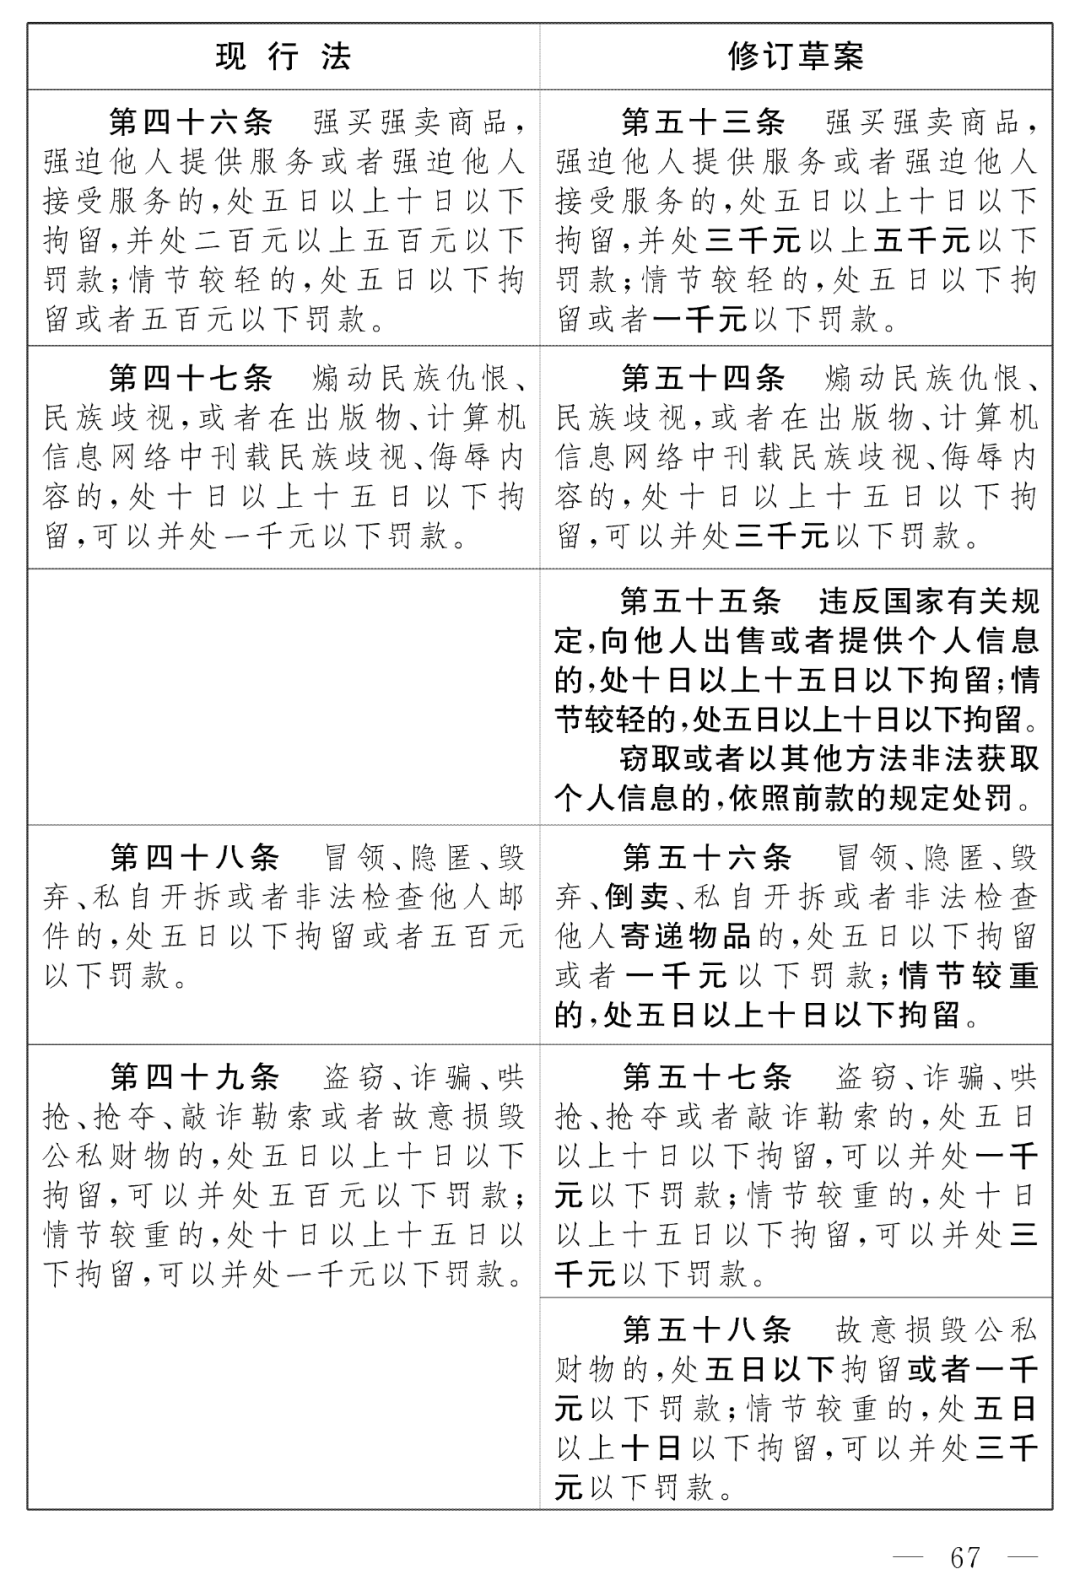 现行法
修订草案
第四十六条 强买强卖商品，
强迫他人提供服务或者强迫他人
接受服务的，处五日以上十日以下
拘留，并处二百元以上五百元以下
罚款；情节较轻的，处五日以下拘
留或者五百元以下罚款。
第五十三条 强买强卖商品，
强迫他人提供服务或者强迫他人
接受服务的，处五日以上十日以下
拘留，并处三千元以上五千元以下
罚款；情节较轻的，处五日以下拘
留或者一千元以下罚款。
第四十七条 煽动民族仇恨、
民族歧视，或者在出版物、计算机
信息网络中刊载民族歧视、侮辱内
容的，处十日以上十五日以下拘
留，可以并处一千元以下罚款。
第五十四条 煽动民族仇恨、
民族歧视，或者在出版物、计算机
信息网络中刊载民族歧视、侮辱内
容的，处十日以上十五日以下拘
留，可以并处三千元以下罚款。
第五十五条 违反国家有关规
定，向他人出售或者提供个人信息
的，处十日以上十五日以下拘留；情
节较轻的，处五日以上十日以下拘留。
窃取或者以其他方法非法获取
个人信息的，依照前款的规定处罚。
第四十八条 冒领、隐匿、毁
弃、私自开拆或者非法检查他人邮
件的，处五日以下拘留或者五百元
以下罚款。
第五十六条 冒领、隐匿、毁
弃、倒卖、私自开拆或者非法检查
他人寄递物品的，处五日以下拘留
或者一千元以下罚款；情节较重
的，处五日以上十日以下拘留。
第四十九条 盗窃、诈骗、哄
抢、抢夺、敲诈勒索或者故意损毁
公私财物的，处五日以上十日以下
拘留，可以并处五百元以下罚款；
情节较重的，处十日以上十五日以
下拘留，可以并处一千元以下罚款。
第五十七条 盗窃、诈骗、哄
抢、抢夺或者敲诈勒索的，处五日
以上十日以下拘留，可以并处一千
元以下罚款；情节较重的，处十日
以上十五日以下拘留，可以并处三
千元以下罚款。
第五十八条 故意损毁公私
财物的，处五日以下拘留或者一千
元以下罚款；情节较重的，处五日
以上十日以下拘留，可以并处三千
元以下罚款。
— 67 —